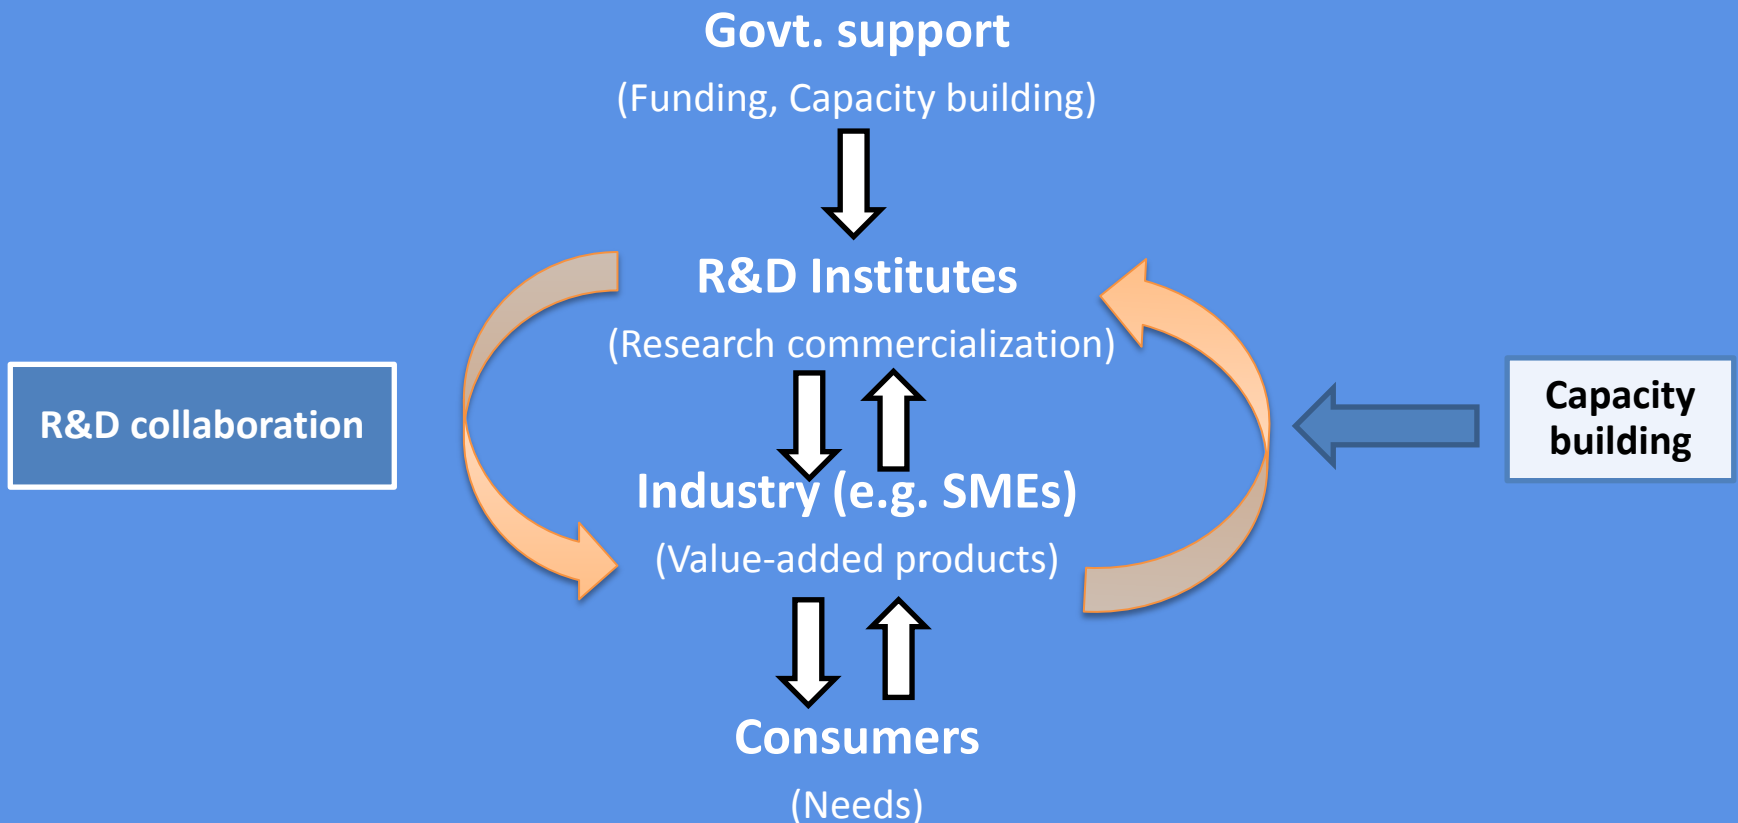 Govt. support
(Funding, Capacity building)
R&D Institutes
(Research commercialization)
R&D collaboration
Capacity
building
Industry (e.g. SMEs)
(Value-added products)
Consumers
(Needs)